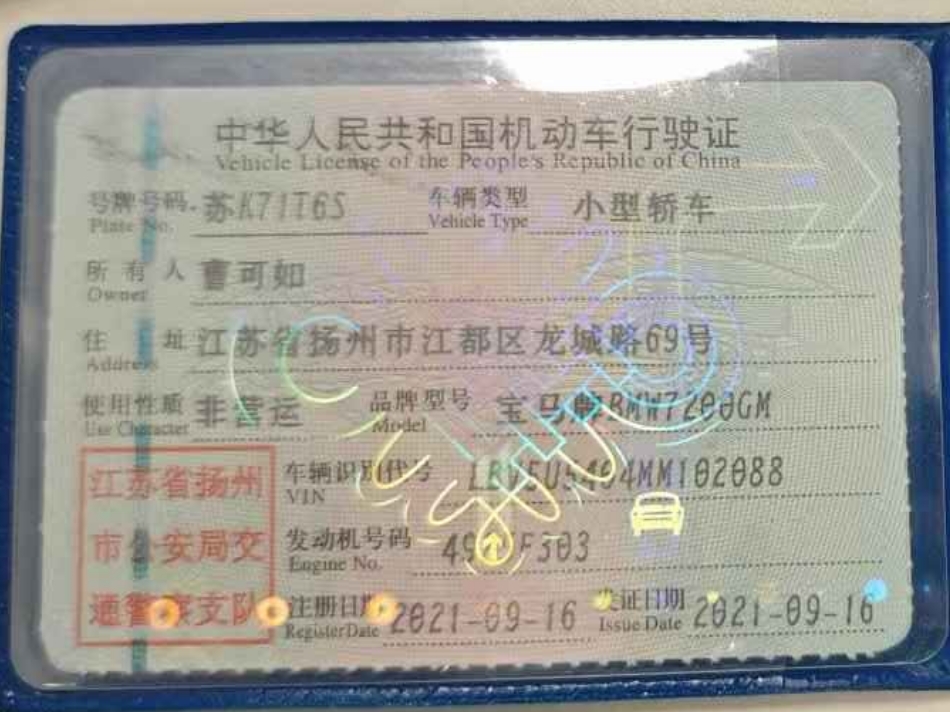 中华人民共和国机动车行驶证
Vehicle License of the People's Republic of China
号牌号码 苏K71T6S 车辆类型 小型轿车
Plate No. Vehicle Type
所有人 曹可如
Owner
住址 江苏省扬州市江都区龙城路69号
Address
使用性质 非营运 品牌型号 宝马牌BMW7200GM
Use Character Model
江苏省扬州 车辆识别代号
VIN
市公安局交 发动机号码
Engine No.
通警察支队 注册日期 2021-09-16 发证日期 2021-09-16
Register Date Issue Date